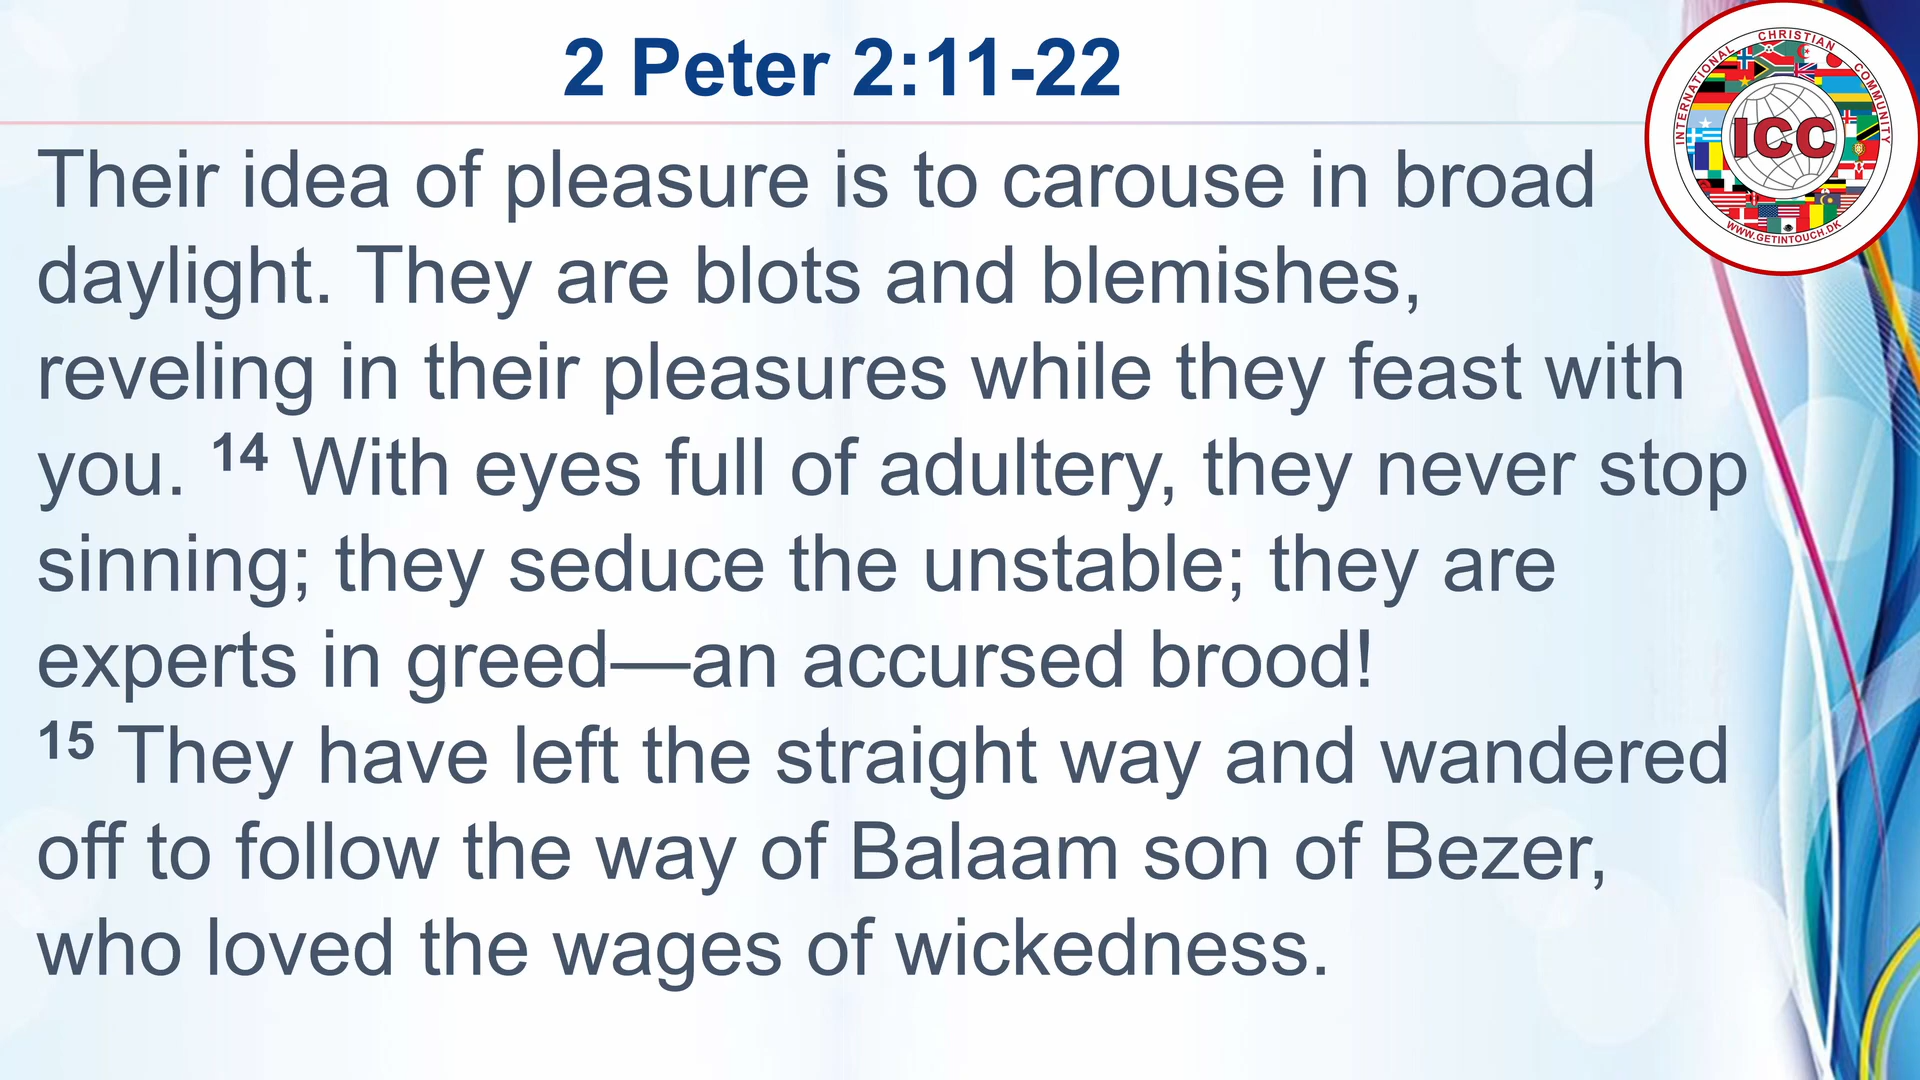 2 Peter 2:11-22
INTERNATIONAL CHRISTIAN COMMUNITY
ICC
WWW.GETINTOUCH.DK
Their idea of pleasure is to carouse in broad
daylight. They are blots and blemishes,
reveling in their pleasures while they feast with
you. 14 With eyes full of adultery, they never stop
sinning; they seduce the unstable; they are
experts in greed—an accursed brood!
15 They have left the straight way and wandered
off to follow the way of Balaam son of Bezer,
who loved the wages of wickedness.